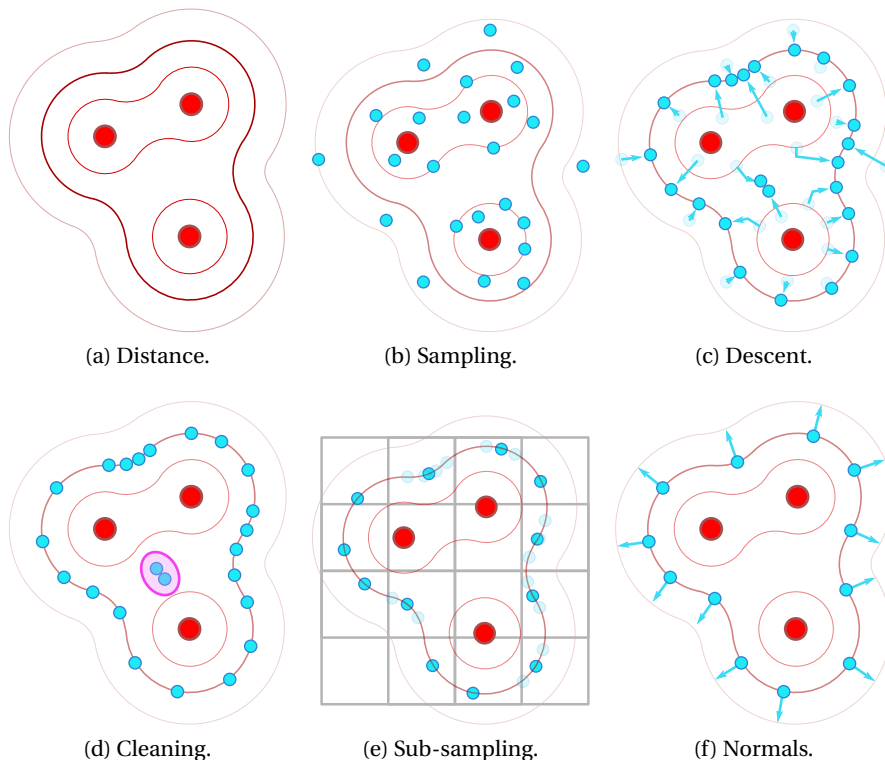 (a) Distance.
(b) Sampling.
(c) Descent.
(d) Cleaning.
(e) Sub-sampling.
(f) Normals.